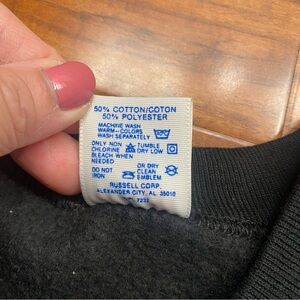 50% COTTON/COTON
50% POLYESTER
MACHINE WASH
WARM-COLORS
WASH SEPARATELY
ONLY NON TUMBLE
CHLORINE DRY LOW
BLEACH WHEN
NEEDED OR DRY
DO NOT CLEAN
IRON EMBLEM
RUSSELL CORP.
ALEXANDER CITY, AL 35010
7233